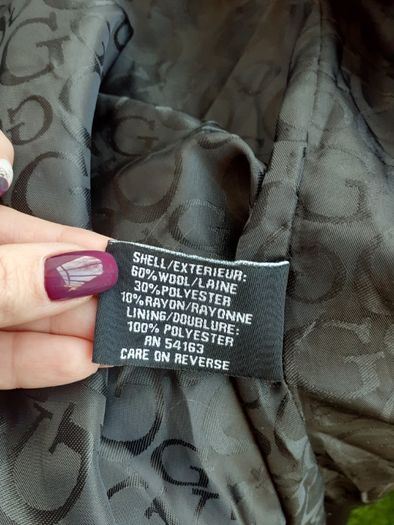 SHELL/EXTERIEUR:
60%WOOL/LAINE
30%POLYESTER
10%RAYON/RAYONNE
LINING/DOUBLURE:
100% POLYESTER
RN 54163
CARE ON REVERSE